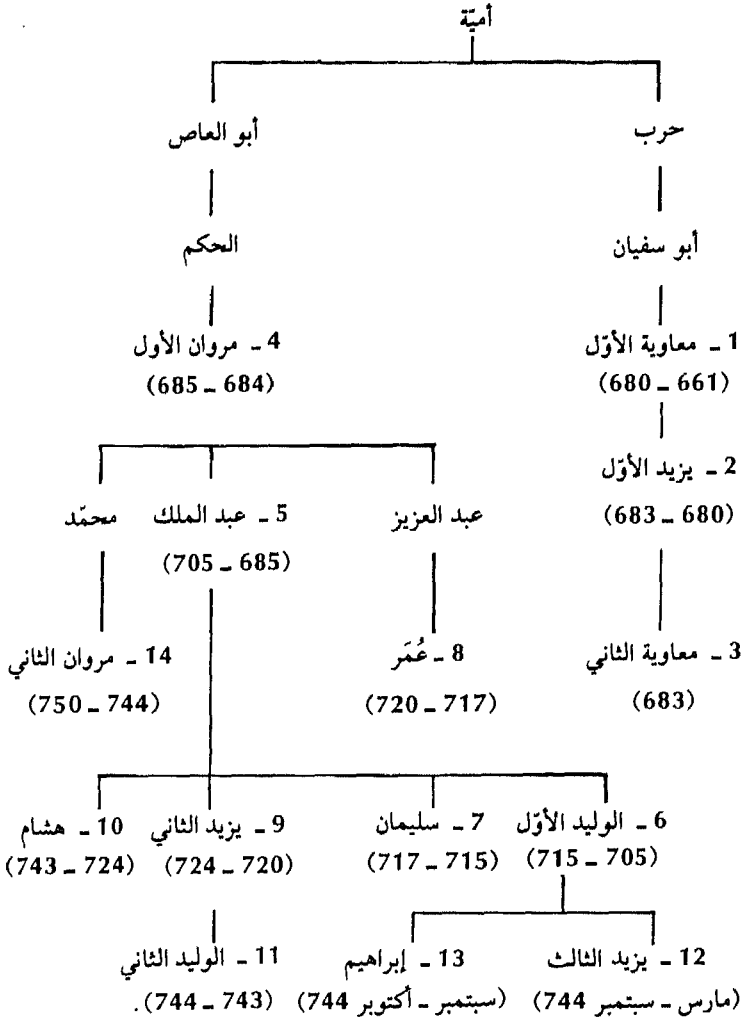 أميّة
حرب أبو العاص
أبو سفيان الحكم
1 ـ معاوية الأوّل 4 ـ مروان الأول
(661 ـ 680) (684 ـ 685)
2 ـ يزيد الأوّل
(680 ـ 683)
عبد العزيز 5 ـ عبد الملك محمّد
(685 ـ 705)
3 ـ معاوية الثاني 8 ـ عُمَر 14 ـ مروان الثاني
(683) (717 ـ 720) (744 ـ 750)
6 ـ الوليد الأوّل 7 ـ سليمان 9 ـ يزيد الثاني 10 ـ هشام
(705 ـ 715) (715 ـ 717) (720 ـ 724) (724 ـ 743)
12 ـ يزيد الثالث 13 ـ إبراهيم 11 ـ الوليد الثاني
(مارس ـ سبتمبر 744) (سبتمبر ـ أكتوبر 744) (743 ـ 744).